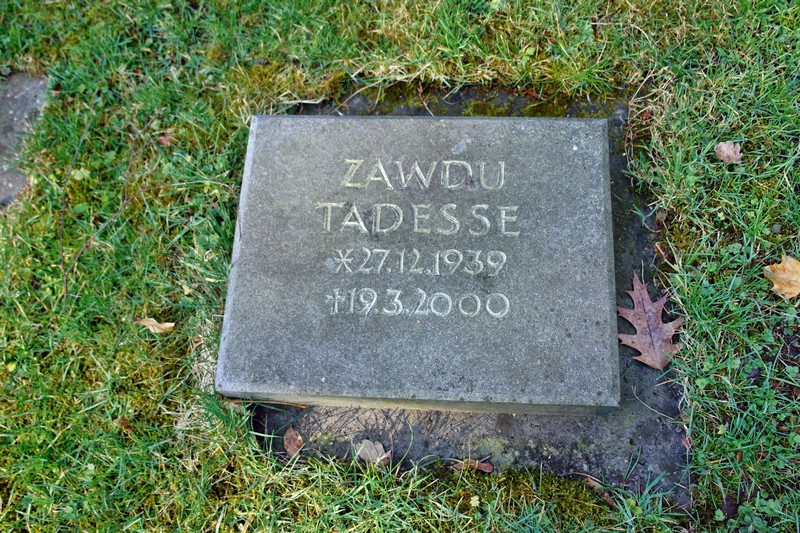 ZAWDU
TADESSE
*27.12.1939
†19.3.2000